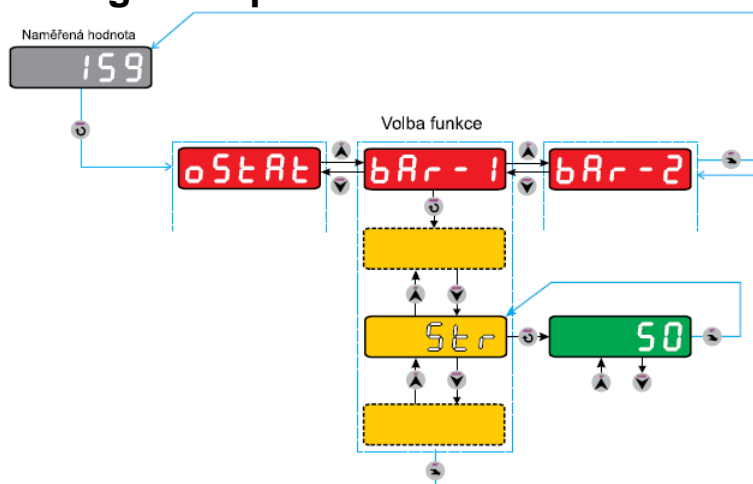 Naměřená hodnota
159
Volba funkce
oStAt
bAr-1
bAr-2
Str
50